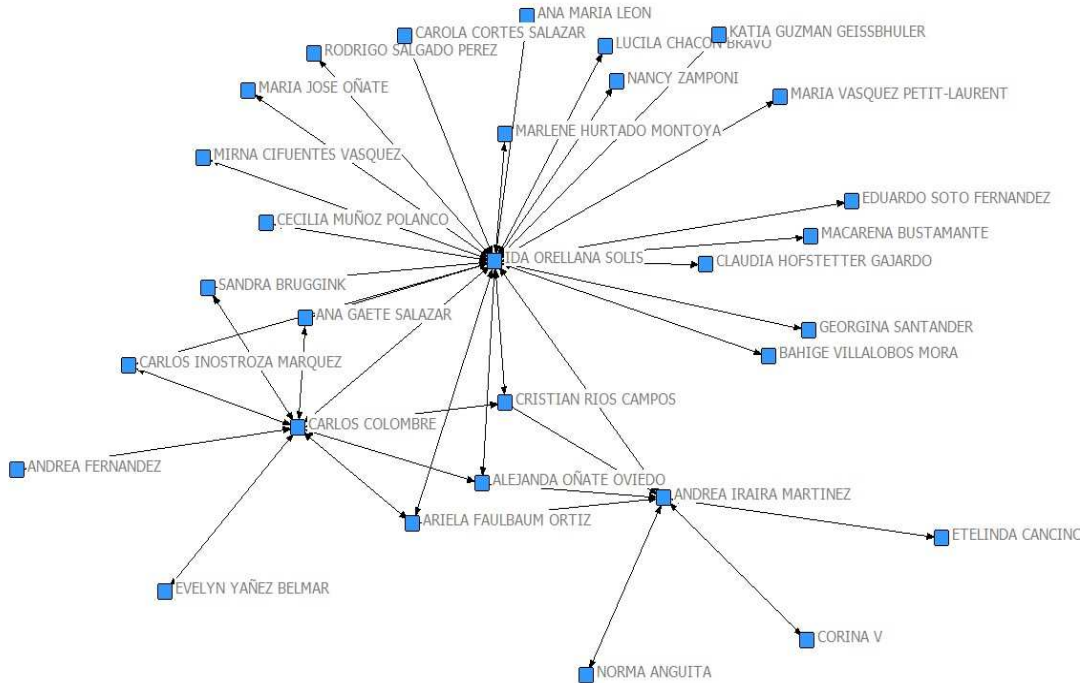 ANA MARIA LEON
CAROLA CORTES SALAZAR
KATIA GUZMAN GEISSBHULER
LUCILA CHACON BRAVO
RODRIGO SALGADO PEREZ
NANCY ZAMPONI
MARIA JOSE OÑATE
MARIA VASQUEZ PETIT-LAURENT
MARLENE HURTADO MONTOYA
MIRNA CIFUENTES VASQUEZ
EDUARDO SOTO FERNANDEZ
CECILIA MUÑOZ POLANCO
MACARENA BUSTAMANTE
IDA ORELLANA SOLIS
CLAUDIA HOFSTETTER GAJARDO
SANDRA BRUGGINK
ANA GAETE SALAZAR
GEORGINA SANTANDER
BAHIGE VILLALOBOS MORA
CARLOS INOSTROZA MARQUEZ
CRISTIAN RIOS CAMPOS
CARLOS COLOMBRE
ANDREA FERNANDEZ
ALEJANDA OÑATE OVIEDO
ANDREA IRAIRA MARTINEZ
ARIELA FAULBAUM ORTIZ
ETELINDA CANCINO
EVELYN YAÑEZ BELMAR
CORINA V
NORMA ANGUITA